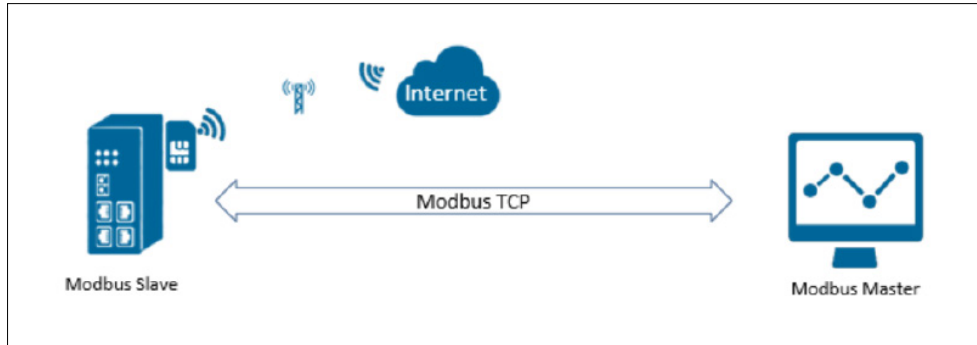 Internet
Modbus TCP
Modbus Slave
Modbus Master